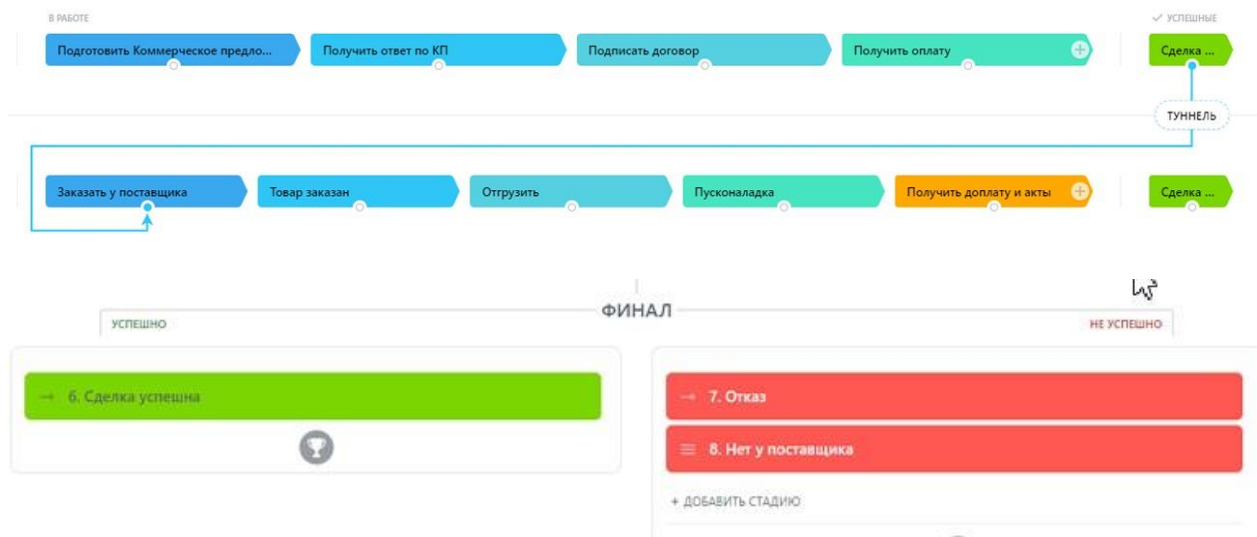 В РАБОТЕ
УСПЕШНЫЕ
Подготовить Коммерческое предло...
Получить ответ по КП
Подписать договор
Получить оплату
Сделка ...
ТУННЕЛЬ
Заказать у поставщика
Товар заказан
Отгрузить
Пусконаладка
Получить доплату и акты
Сделка ...
ФИНАЛ
УСПЕШНО
НЕ УСПЕШНО
6. Сделка успешна
7. Отказ
8. Нет у поставщика
+ ДОБАВИТЬ СТАДИЮ